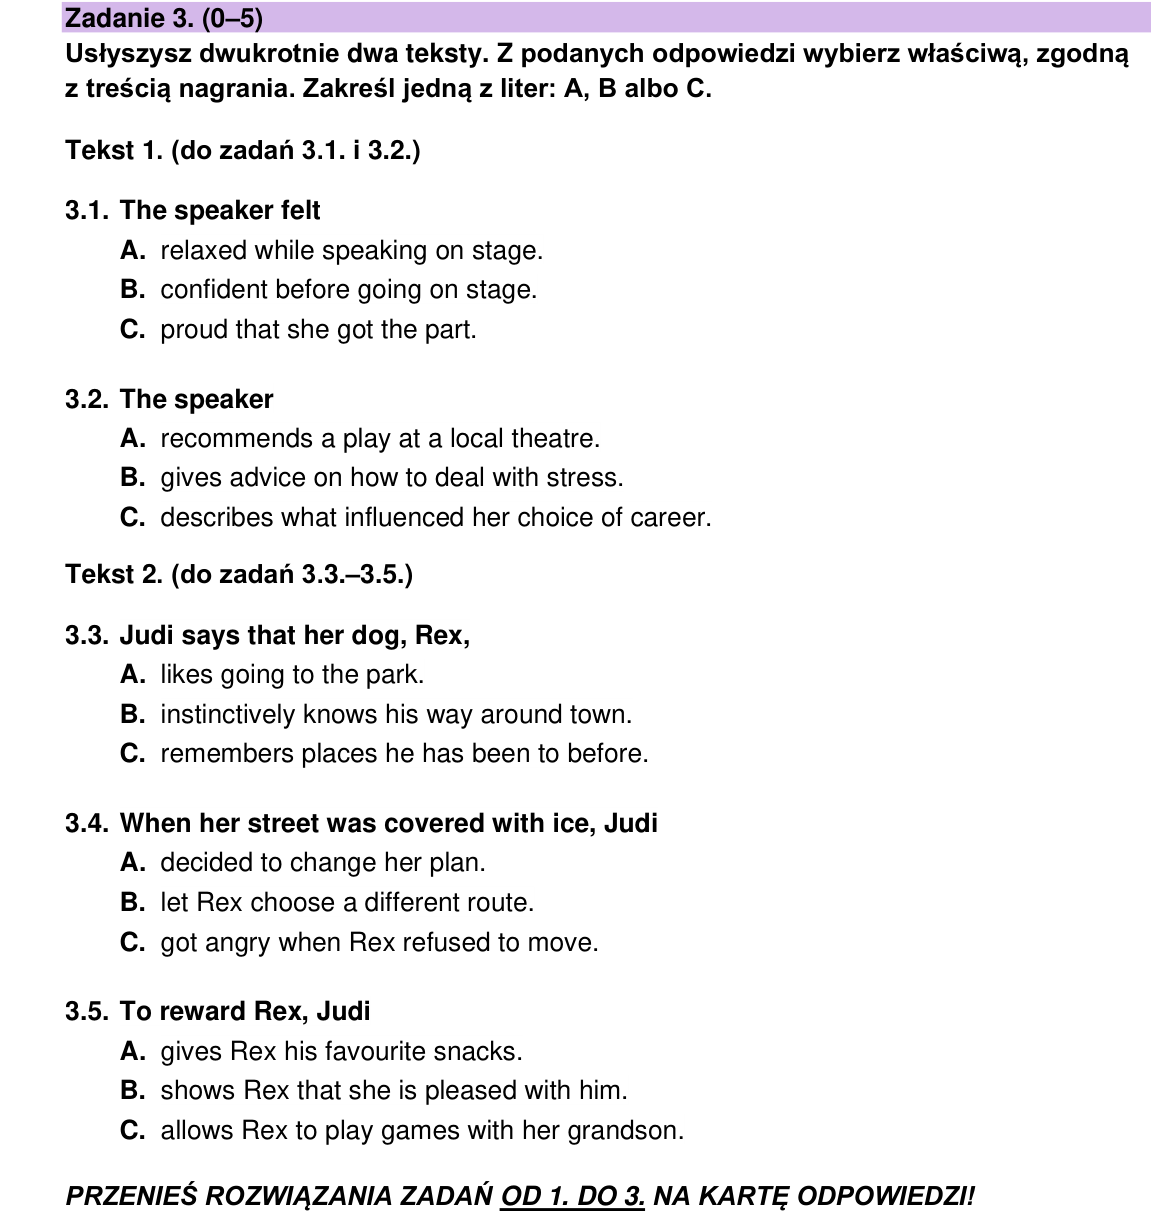 Zadanie 3. (0–5)
Usłyszysz dwukrotnie dwa teksty. Z podanych odpowiedzi wybierz właściwą, zgodną
z treścią nagrania. Zakreśl jedną z liter: A, B albo C.
Tekst 1. (do zadań 3.1. i 3.2.)
3.1. The speaker felt
A. relaxed while speaking on stage.
B. confident before going on stage.
C. proud that she got the part.
3.2. The speaker
A. recommends a play at a local theatre.
B. gives advice on how to deal with stress.
C. describes what influenced her choice of career.
Tekst 2. (do zadań 3.3.–3.5.)
3.3. Judi says that her dog, Rex,
A. likes going to the park.
B. instinctively knows his way around town.
C. remembers places he has been to before.
3.4. When her street was covered with ice, Judi
A. decided to change her plan.
B. let Rex choose a different route.
C. got angry when Rex refused to move.
3.5. To reward Rex, Judi
A. gives Rex his favourite snacks.
B. shows Rex that she is pleased with him.
C. allows Rex to play games with her grandson.
PRZENIEŚ ROZWIĄZANIA ZADAŃ OD 1. DO 3. NA KARTĘ ODPOWIEDZI!